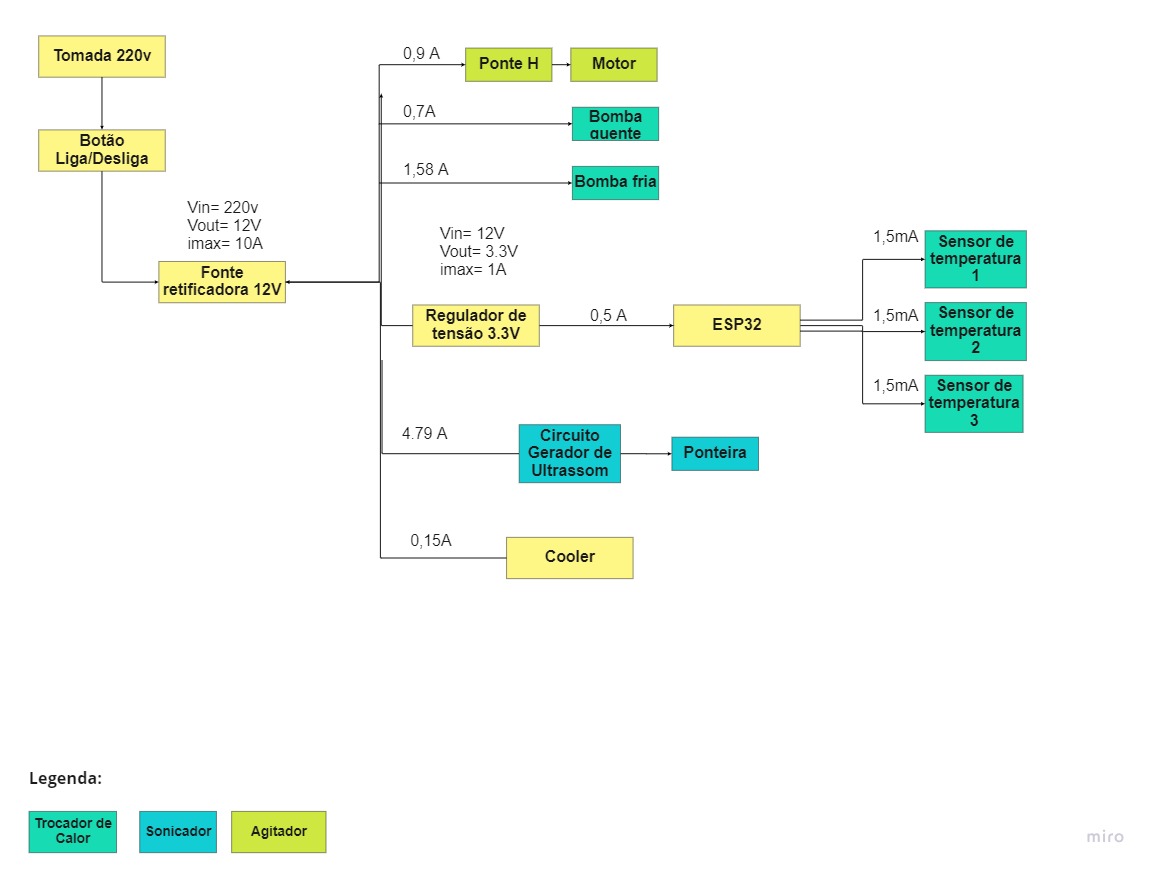 Tomada 220v
Botão
Liga/Desliga
Vin= 220v
Vout= 12V
imax= 10A
Fonte
retificadora 12V
0,9 A
Ponte H
Motor
0,7A
Bomba
quente
1,58 A
Bomba fria
Vin= 12V
Vout= 3.3V
imax= 1A
Regulador de
tensão 3.3V
0,5 A
ESP32
1,5mA
Sensor de
temperatura
1
1,5mA
Sensor de
temperatura
2
1,5mA
Sensor de
temperatura
3
4.79 A
Circuito
Gerador de
Ultrassom
Ponteira
0,15A
Cooler
Legenda:
Trocador de
Calor
Sonicador
Agitador
miro